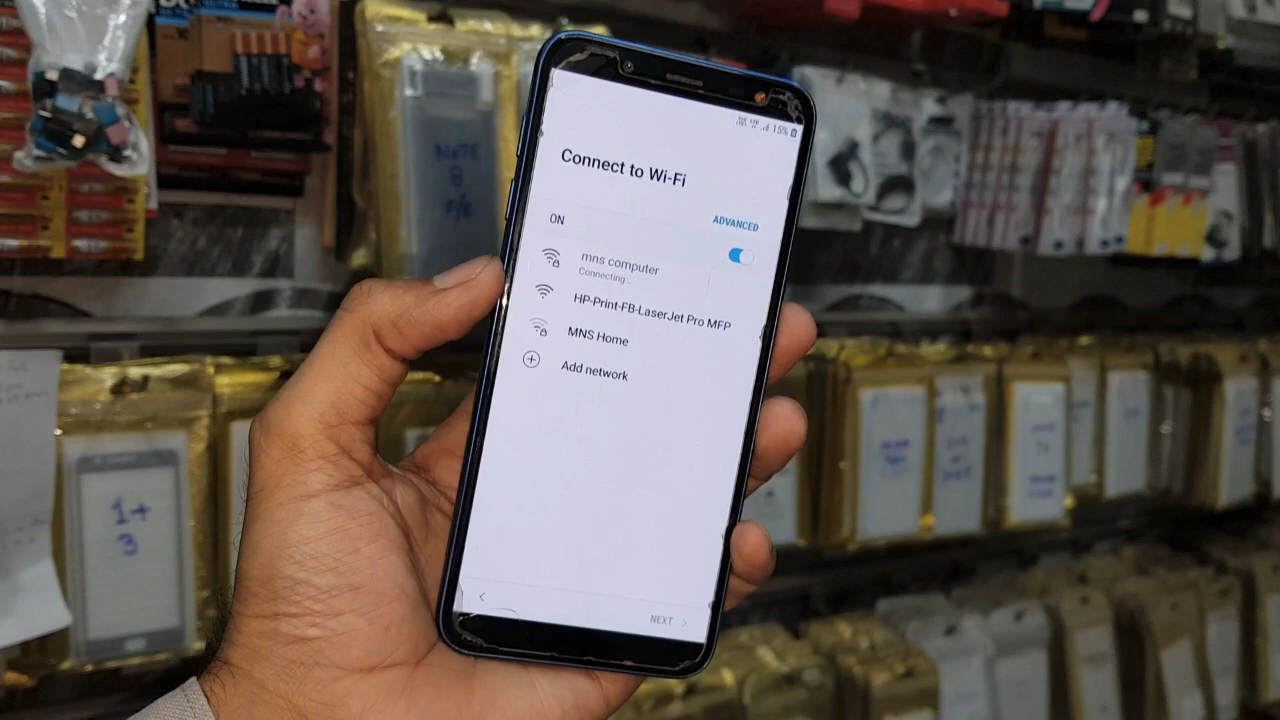 15%
Connect to Wi-Fi
ON
ADVANCED
mns computer
Connecting...
HP-Print-FB-LaserJet Pro MFP
MNS Home
Add network
NEXT
NOTE
8
F/G
1+
3